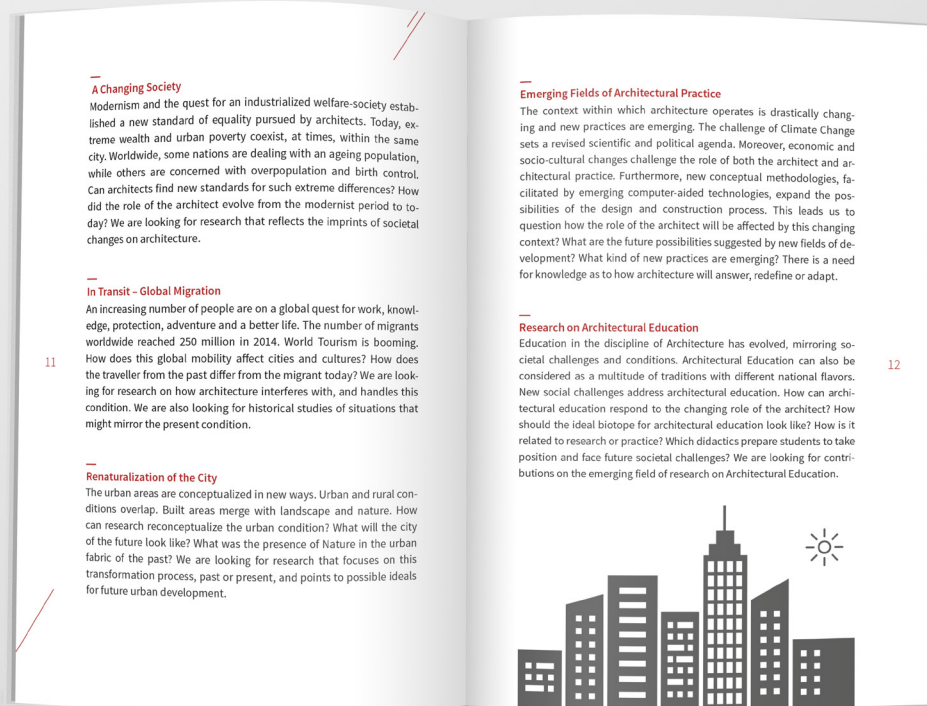 A Changing Society
Modernism and the quest for an industrialized welfare-society estab-
lished a new standard of equality pursued by architects. Today, ex-
treme wealth and urban poverty coexist, at times, within the same
city. Worldwide, some nations are dealing with an ageing population,
while others are concerned with overpopulation and birth control.
Can architects find new standards for such extreme differences? How
did the role of the architect evolve from the modernist period to to-
day? We are looking for research that reflects the imprints of societal
changes on architecture.
In Transit – Global Migration
An increasing number of people are on a global quest for work, knowl-
edge, protection, adventure and a better life. The number of migrants
worldwide reached 250 million in 2014. World Tourism is booming.
How does this global mobility affect cities and cultures? How does
the traveller from the past differ from the migrant today? We are look-
ing for research on how architecture interferes with, and handles this
condition. We are also looking for historical studies of situations that
might mirror the present condition.
Renaturalization of the City
The urban areas are conceptualized in new ways. Urban and rural con-
ditions overlap. Built areas merge with landscape and nature. How
can research reconceptualize the urban condition? What will the city
of the future look like? What was the presence of Nature in the urban
fabric of the past? We are looking for research that focuses on this
transformation process, past or present, and points to possible ideals
for future urban development.
11
Emerging Fields of Architectural Practice
The context within which architecture operates is drastically chang-
ing and new practices are emerging. The challenge of Climate Change
sets a revised scientific and political agenda. Moreover, economic and
socio-cultural changes challenge the role of both the architect and ar-
chitectural practice. Furthermore, new conceptual methodologies, fa-
cilitated by emerging computer-aided technologies, expand the pos-
sibilities of the design and construction process. This leads us to
question how the role of the architect will be affected by this changing
context? What are the future possibilities suggested by new fields of de-
velopment? What kind of new practices are emerging? There is a need
for knowledge as to how architecture will answer, redefine or adapt.
Research on Architectural Education
Education in the discipline of Architecture has evolved, mirroring so-
cietal challenges and conditions. Architectural Education can also be
considered as a multitude of traditions with different national flavors.
New social challenges address architectural education. How can archi-
tectural education respond to the changing role of the architect? How
should the ideal biotope for architectural education look like? How is it
related to research or practice? Which didactics prepare students to take
position and face future societal challenges? We are looking for contri-
butions on the emerging field of research on Architectural Education.
12